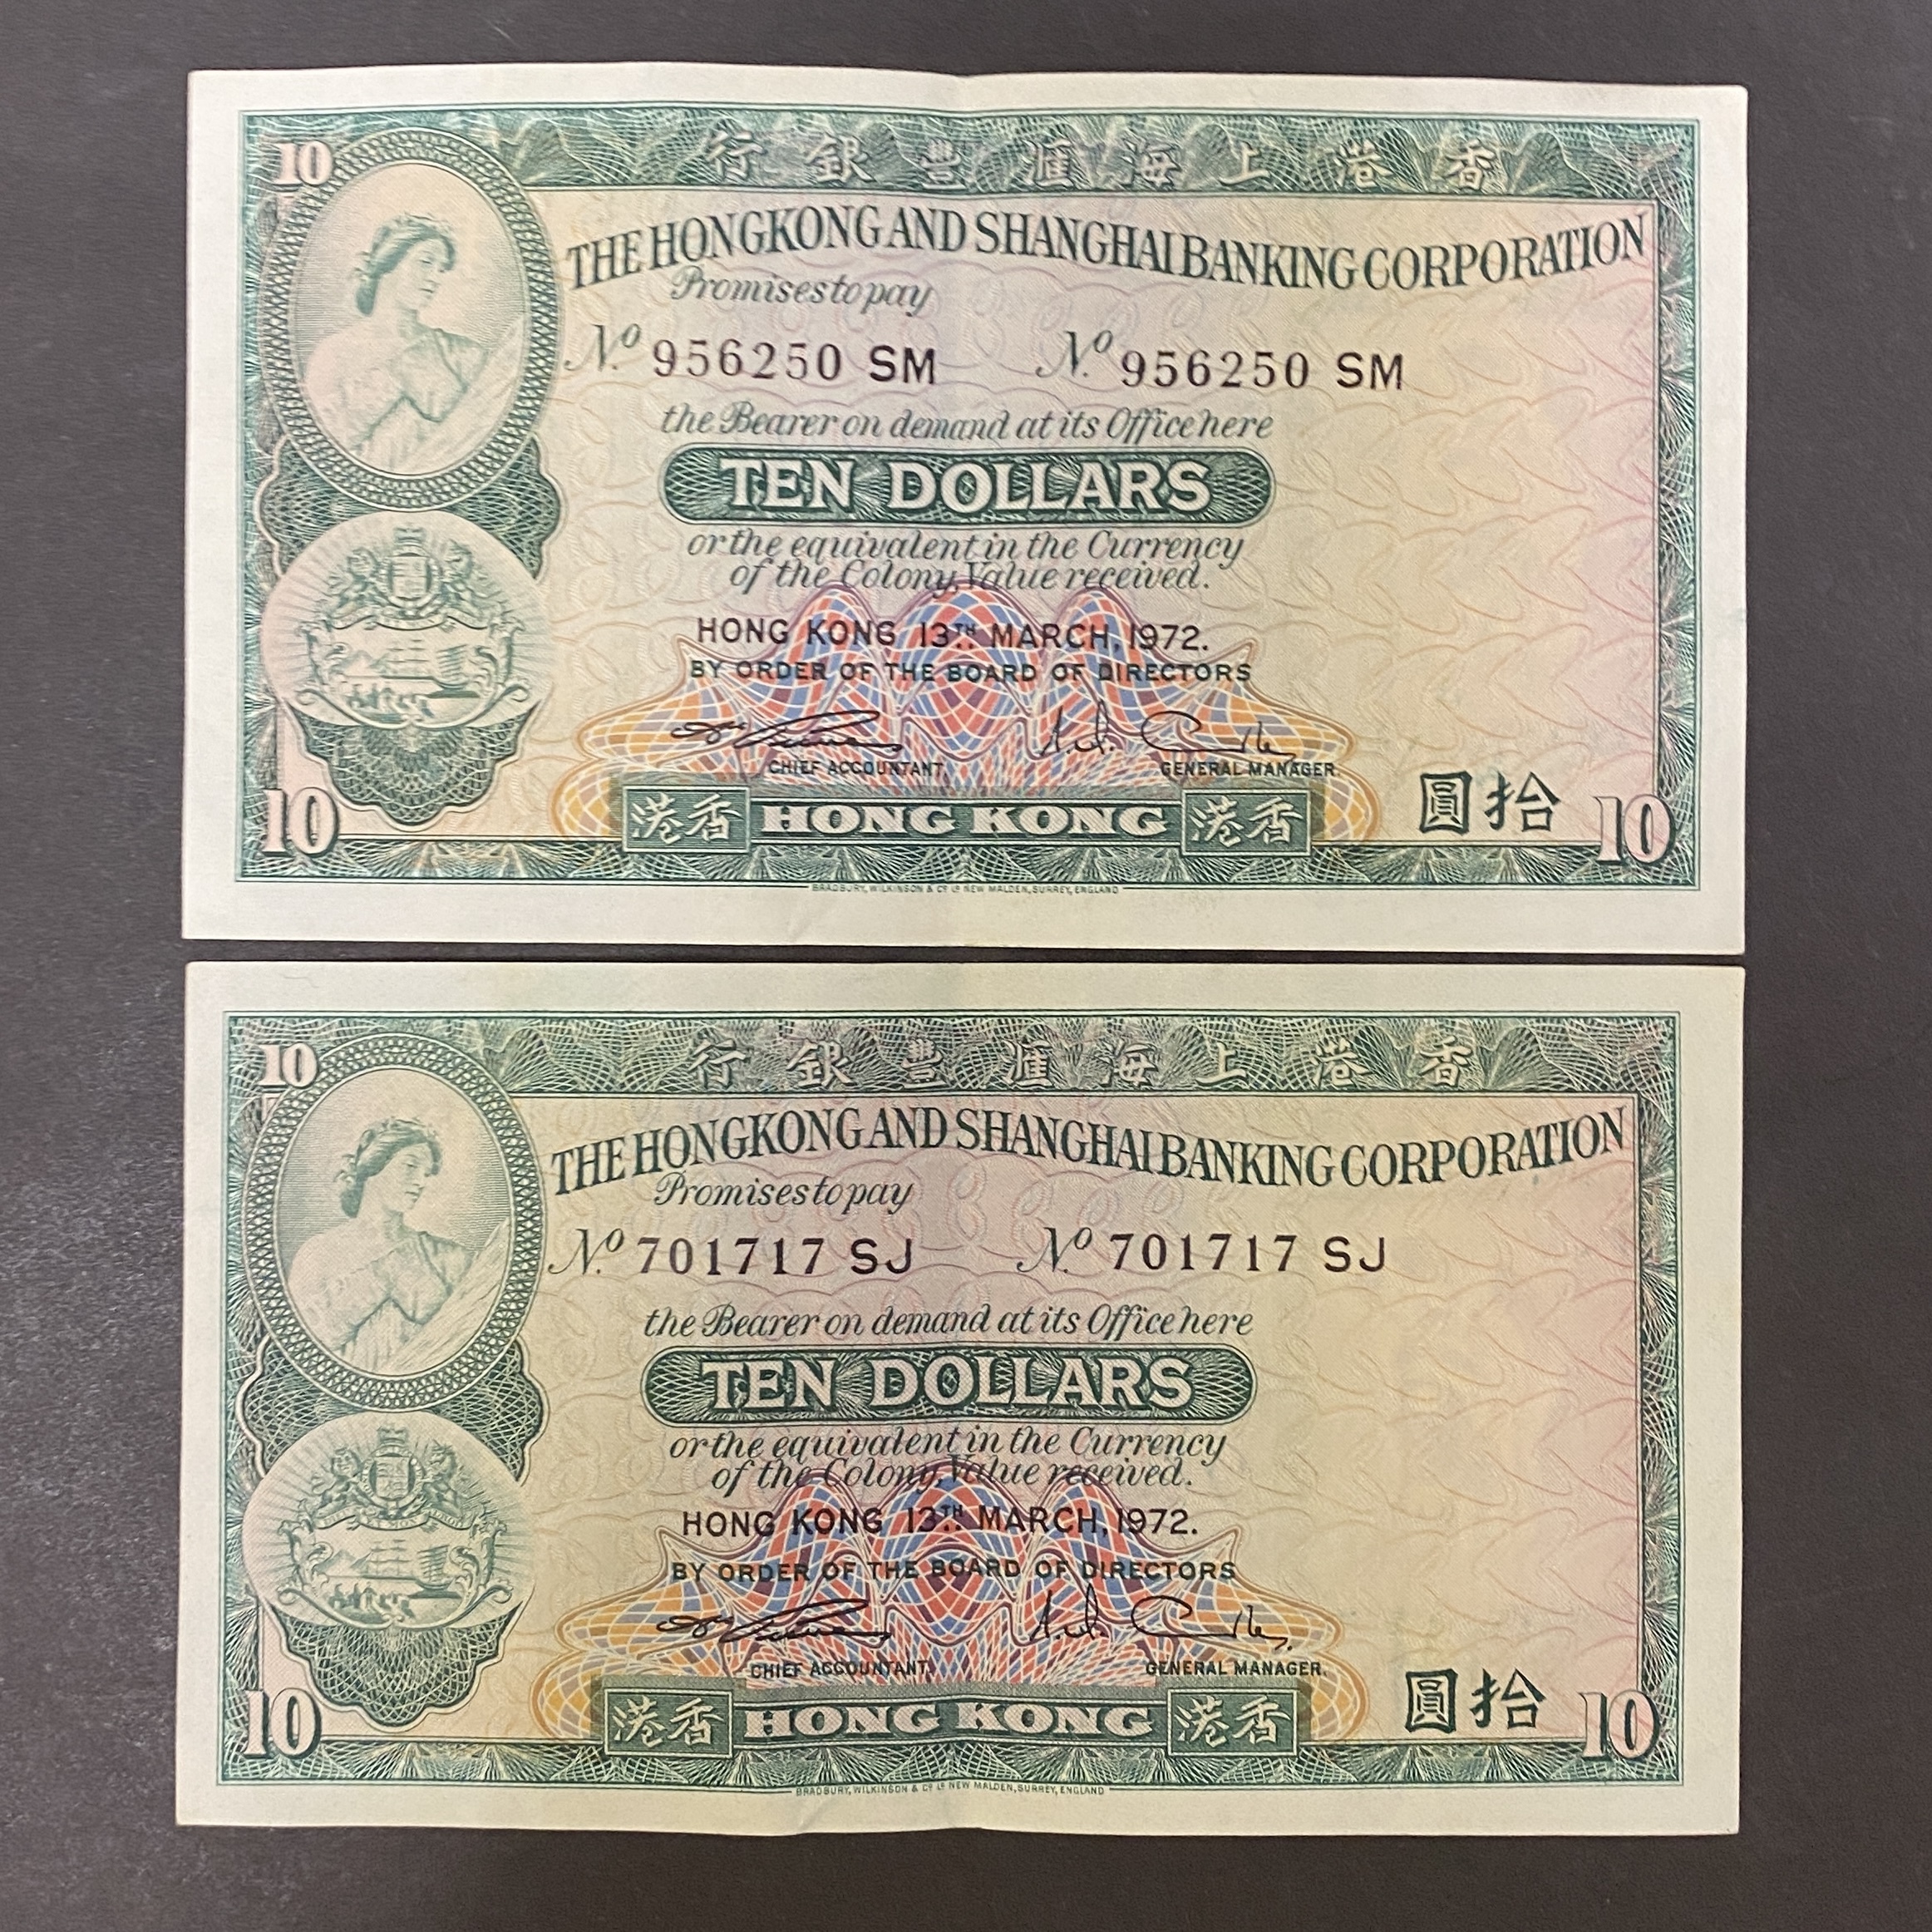 10
行銀豐滙海上港香
THE HONGKONG AND SHANGHAI BANKING CORPORATION
Promises to pay
Nº 956250 SM Nº 956250 SM
the Bearer on demand at its Office here
TEN DOLLARS
or the equivalent in the Currency
of the Colony, Value received.
HONG KONG 13TH MARCH, 1972.
BY ORDER OF THE BOARD OF DIRECTORS
CHIEF ACCOUNTANT. GENERAL MANAGER.
10 港香 HONG KONG 港香 圓拾 10
BRADBURY, WILKINSON & Co Ld NEW MALDEN, SURREY, ENGLAND
10
行銀豐滙海上港香
THE HONGKONG AND SHANGHAI BANKING CORPORATION
Promises to pay
Nº 701717 SJ Nº 701717 SJ
the Bearer on demand at its Office here
TEN DOLLARS
or the equivalent in the Currency
of the Colony, Value received.
HONG KONG 13TH MARCH, 1972.
BY ORDER OF THE BOARD OF DIRECTORS
CHIEF ACCOUNTANT. GENERAL MANAGER.
10 港香 HONG KONG 港香 圓拾 10
BRADBURY, WILKINSON & Co Ld NEW MALDEN, SURREY, ENGLAND